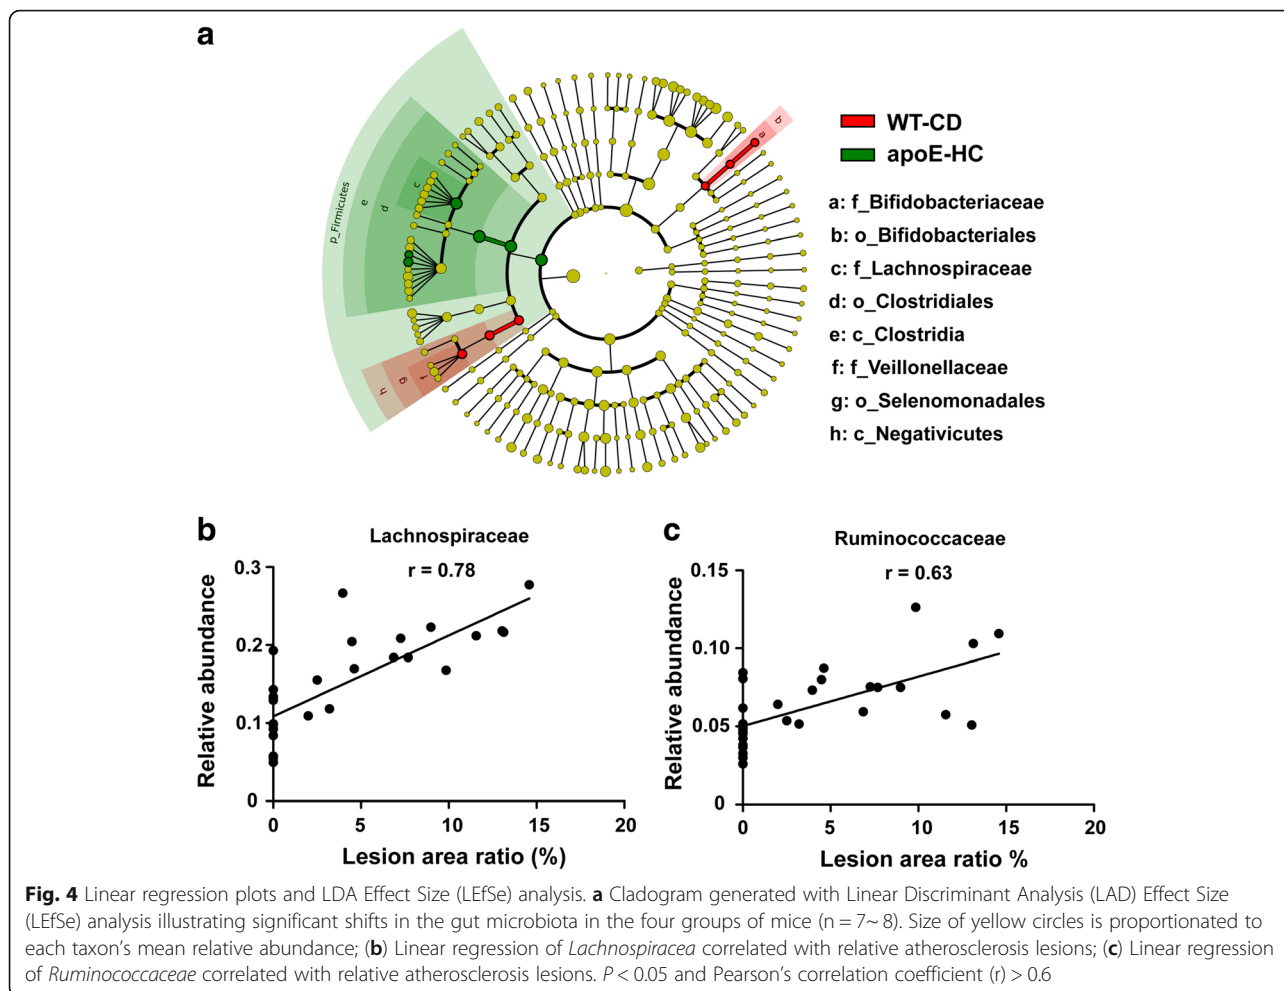 a
WT-CD
apoE-HC
a: f_Bifidobacteriaceae
b: o_Bifidobacteriales
c: f_Lachnospiraceae
d: o_Clostridiales
e: c_Clostridia
f: f_Veillonellaceae
g: o_Selenomonadales
h: c_Negativicutes
p_Firmicutes
e
d
c
a
b
f
g
h
b
Lachnospiraceae
r = 0.78
Relative abundance
0.3
0.2
0.1
0
0
5
10
15
20
Lesion area ratio (%)
c
Ruminococcaceae
r = 0.63
Relative abundance
0.15
0.10
0.05
0
0
5
10
15
20
Lesion area ratio %
Fig. 4 Linear regression plots and LDA Effect Size (LEfSe) analysis. a Cladogram generated with Linear Discriminant Analysis (LAD) Effect Size
(LEfSe) analysis illustrating significant shifts in the gut microbiota in the four groups of mice (n = 7~ 8). Size of yellow circles is proportionated to
each taxon's mean relative abundance; (b) Linear regression of Lachnospiracea correlated with relative atherosclerosis lesions; (c) Linear regression
of Ruminococcaceae correlated with relative atherosclerosis lesions. P < 0.05 and Pearson's correlation coefficient (r) > 0.6